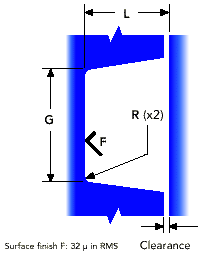 L
G
R (x2)
F
Surface finish F: 32 µ in RMS
Clearance